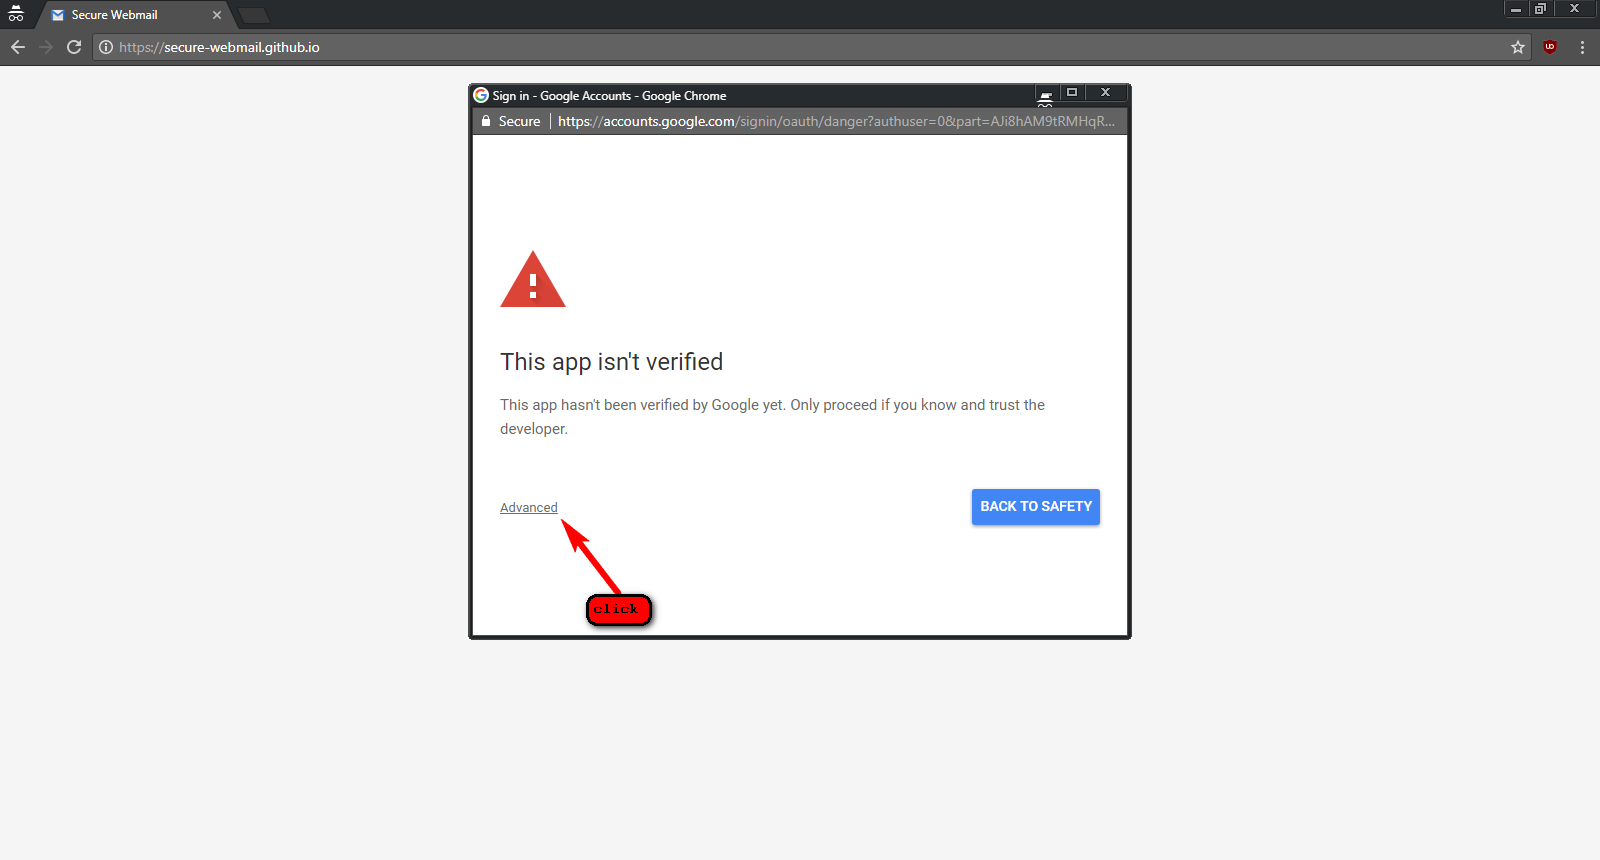 Secure Webmail
https://secure-webmail.github.io
Sign in - Google Accounts - Google Chrome
Secure
https://accounts.google.com/signin/oauth/danger?authuser=0&part=AJi8hAM9tRMHqR...
This app isn't verified
This app hasn't been verified by Google yet. Only proceed if you know and trust the
developer.
Advanced
BACK TO SAFETY
click